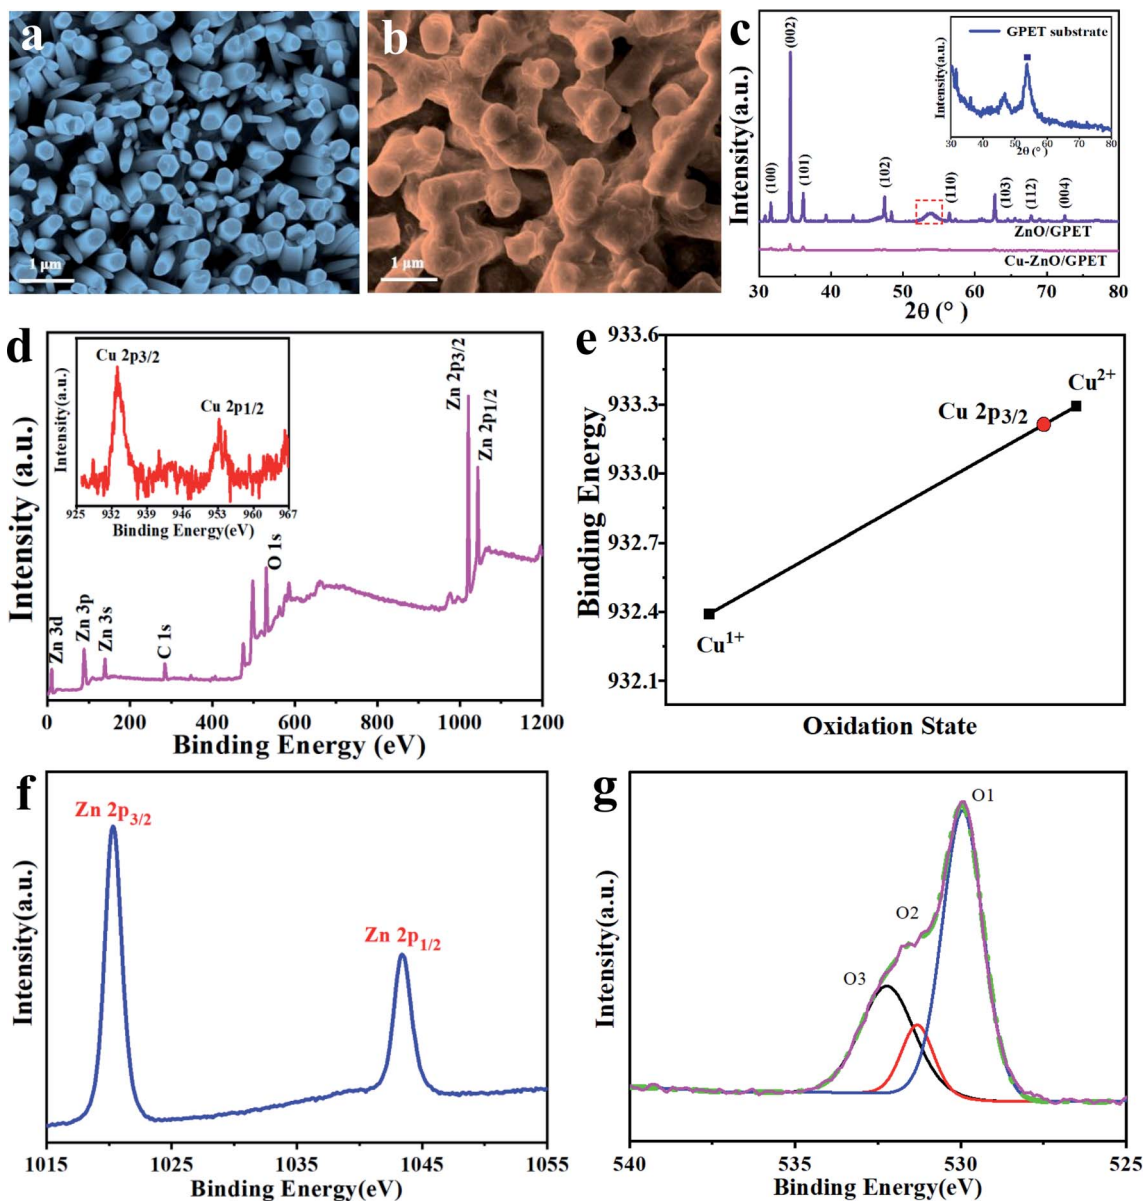 a
1 μm
b
1 μm
c
Intensity(a.u.)
(100)
(002)
(101)
(102)
(110)
(103)
(112)
(004)
ZnO/GPET
Cu-ZnO/GPET
30 40 50 60 70 80
2θ (°)
GPET substrate
Intensity(a.u.)
30 40 50 60 70 80
2θ (°)
d
Intensity (a.u.)
Zn 3d
Zn 3p
Zn 3s
C 1s
O 1s
Zn 2p3/2
Zn 2p1/2
0 200 400 600 800 1000 1200
Binding Energy (eV)
Cu 2p3/2
Cu 2p1/2
Intensity(a.u.)
925 932 939 946 953 960 967
Binding Energy(eV)
e
Binding Energy
933.6
933.3
933.0
932.7
932.4
932.1
Cu1+
Cu 2p3/2
Cu2+
Oxidation State
f
Intensity(a.u.)
Zn 2p3/2
Zn 2p1/2
1015 1025 1035 1045 1055
Binding Energy(eV)
g
Intensity(a.u.)
O1
O2
O3
540 535 530 525
Binding Energy(eV)